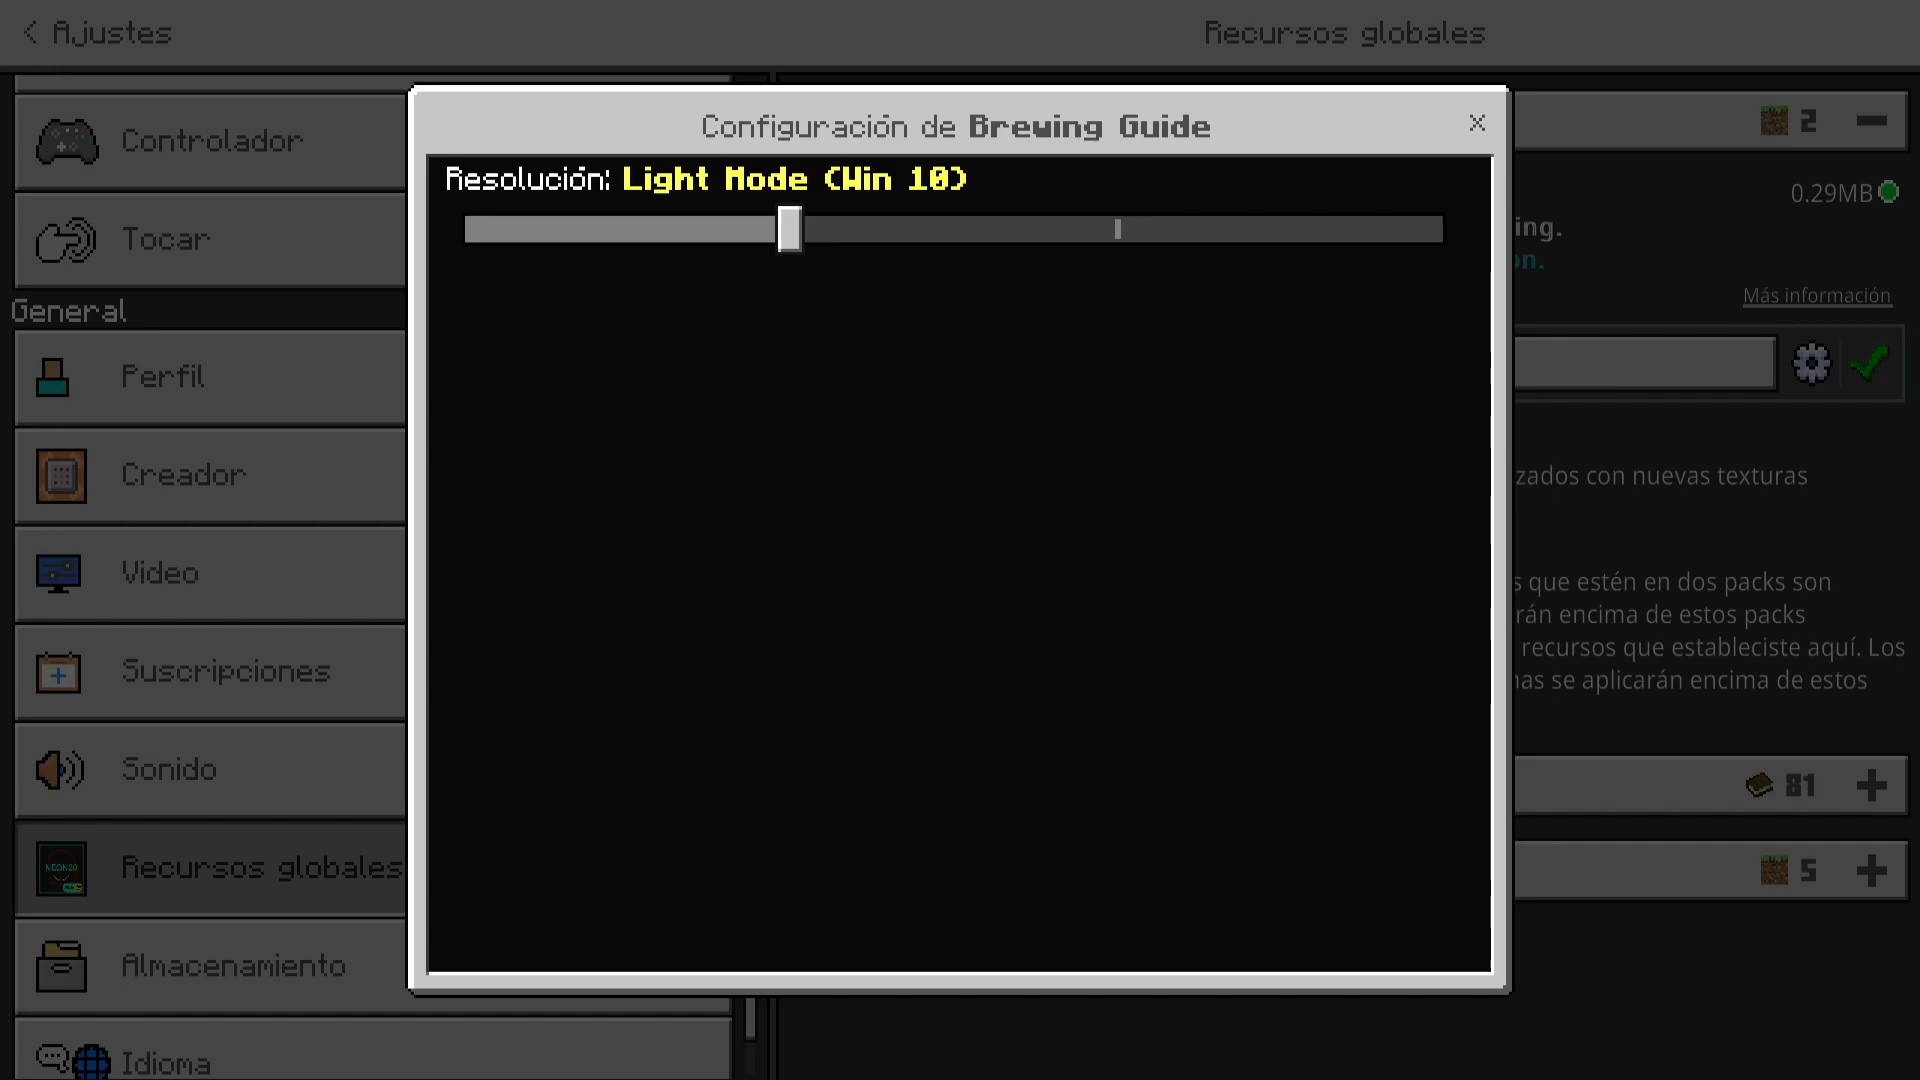 < Ajustes
Recursos globales
Controlador
Tocar
General
Perfil
Creador
Video
Suscripciones
Sonido
NEON20
Recursos globales
Almacenamiento
Idioma
Configuración de Brewing Guide
Resolución: Light Mode (Win 10)
2
0.29MB
ing.
on.
Más información
zados con nuevas texturas
s que estén en dos packs son
rán encima de estos packs
recursos que estableciste aquí. Los
nas se aplicarán encima de estos
81
5